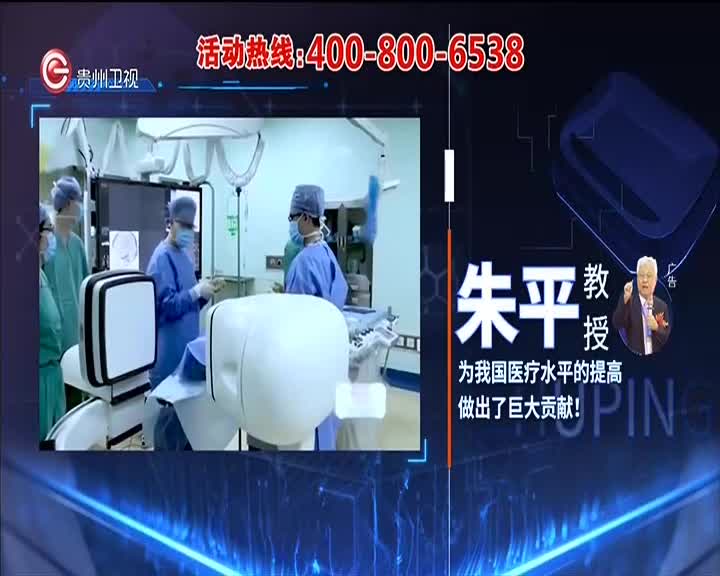 活动热线:400-800-6538
贵州卫视
广告
朱平教授
为我国医疗水平的提高
做出了巨大贡献!
HUPING